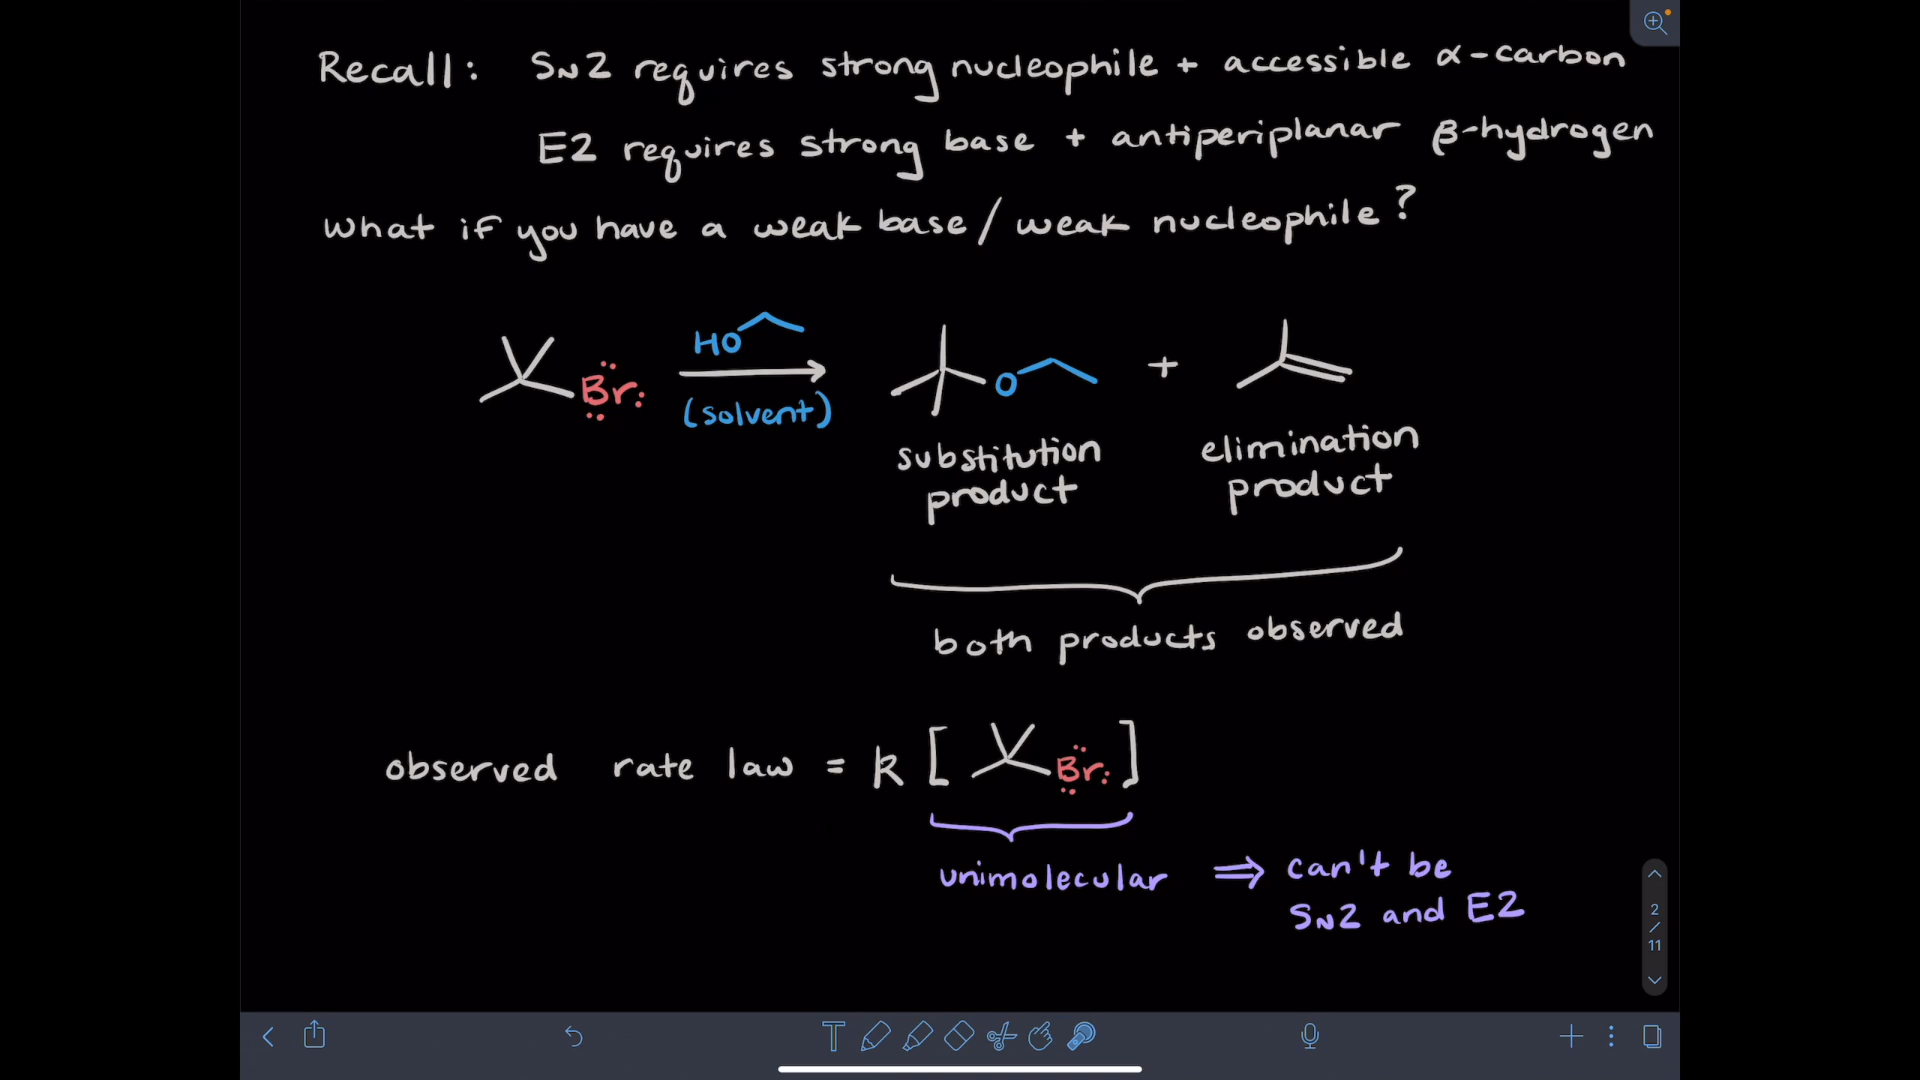 Recall: SN2 requires strong nucleophile + accessible α-carbon
E2 requires strong base + antiperiplanar β-hydrogen
what if you have a weak base/weak nucleophile?
HO
Br
(solvent)
O
+
substitution product
elimination product
both products observed
observed rate law = k [ Br ]
unimolecular ⇒ can't be
SN2 and E2
2
/
11
T